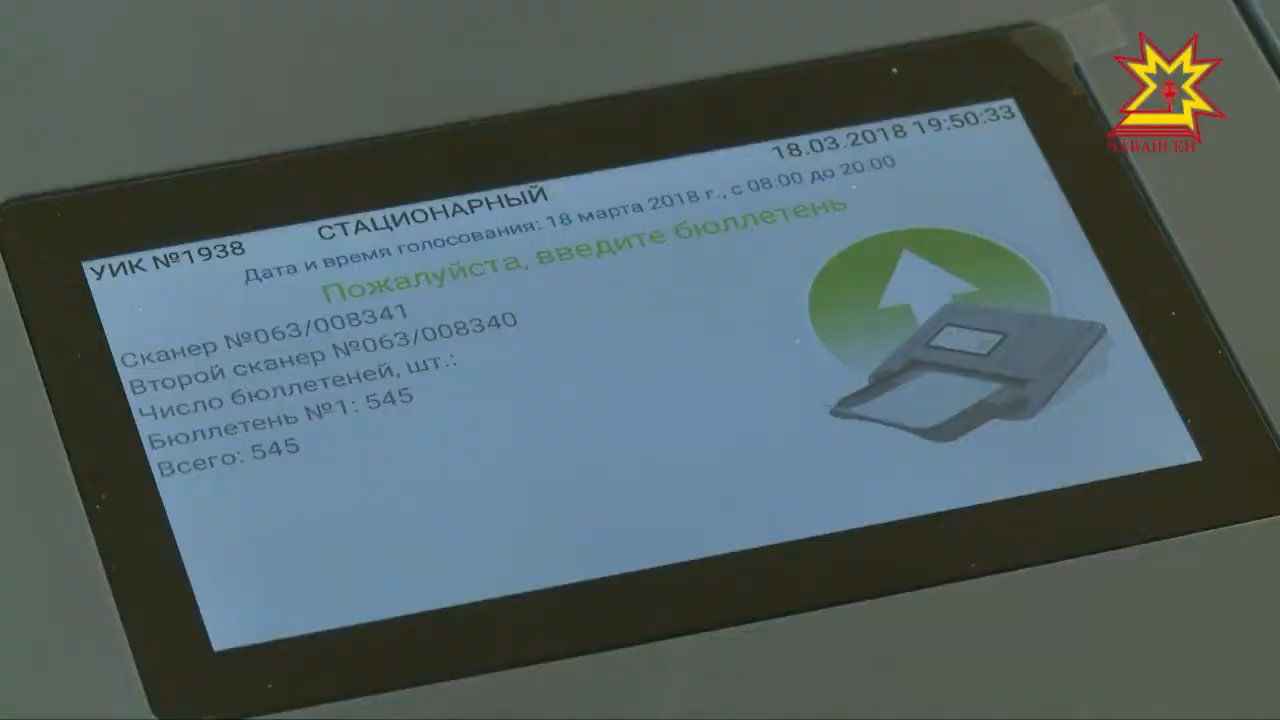 18.03.2018 19:50:33
УИК №1938
СТАЦИОНАРНЫЙ
Дата и время голосования: 18 марта 2018 г., с 08:00 до 20:00
Пожалуйста, введите бюллетень
Сканер №063/008341
Второй сканер №063/008340
Число бюллетеней, шт.:
Бюллетень №1: 545
Всего: 545
ЧӐВАШ ЕН